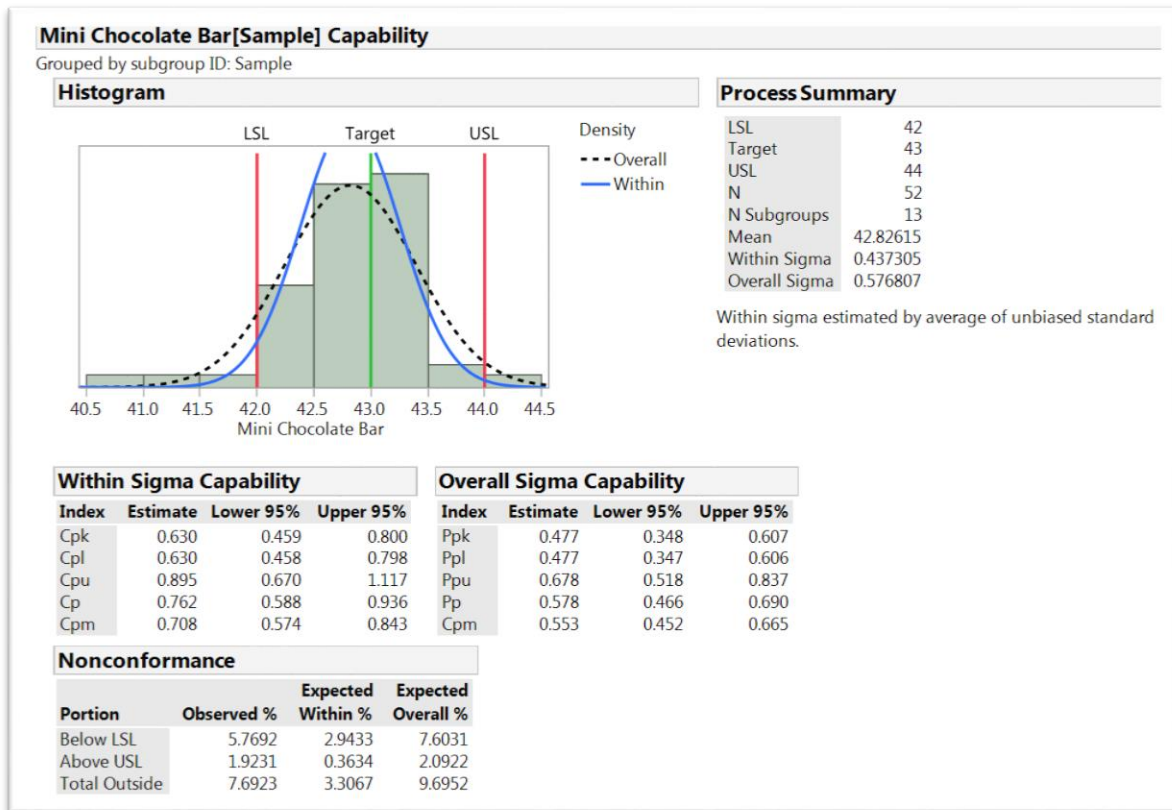 Mini Chocolate Bar[Sample] Capability
Grouped by subgroup ID: Sample
Histogram
LSL Target USL
Density
Overall
Within
40.5 41.0 41.5 42.0 42.5 43.0 43.5 44.0 44.5
Mini Chocolate Bar
Process Summary
LSL 42
Target 43
USL 44
N 52
N Subgroups 13
Mean 42.82615
Within Sigma 0.437305
Overall Sigma 0.576807
Within sigma estimated by average of unbiased standard
deviations.
Within Sigma Capability
Index Estimate Lower 95% Upper 95%
Cpk 0.630 0.459 0.800
Cpl 0.630 0.458 0.798
Cpu 0.895 0.670 1.117
Cp 0.762 0.588 0.936
Cpm 0.708 0.574 0.843
Overall Sigma Capability
Index Estimate Lower 95% Upper 95%
Ppk 0.477 0.348 0.607
Ppl 0.477 0.347 0.606
Ppu 0.678 0.518 0.837
Pp 0.578 0.466 0.690
Cpm 0.553 0.452 0.665
Nonconformance
Expected Expected
Portion Observed % Within % Overall %
Below LSL 5.7692 2.9433 7.6031
Above USL 1.9231 0.3634 2.0922
Total Outside 7.6923 3.3067 9.6952